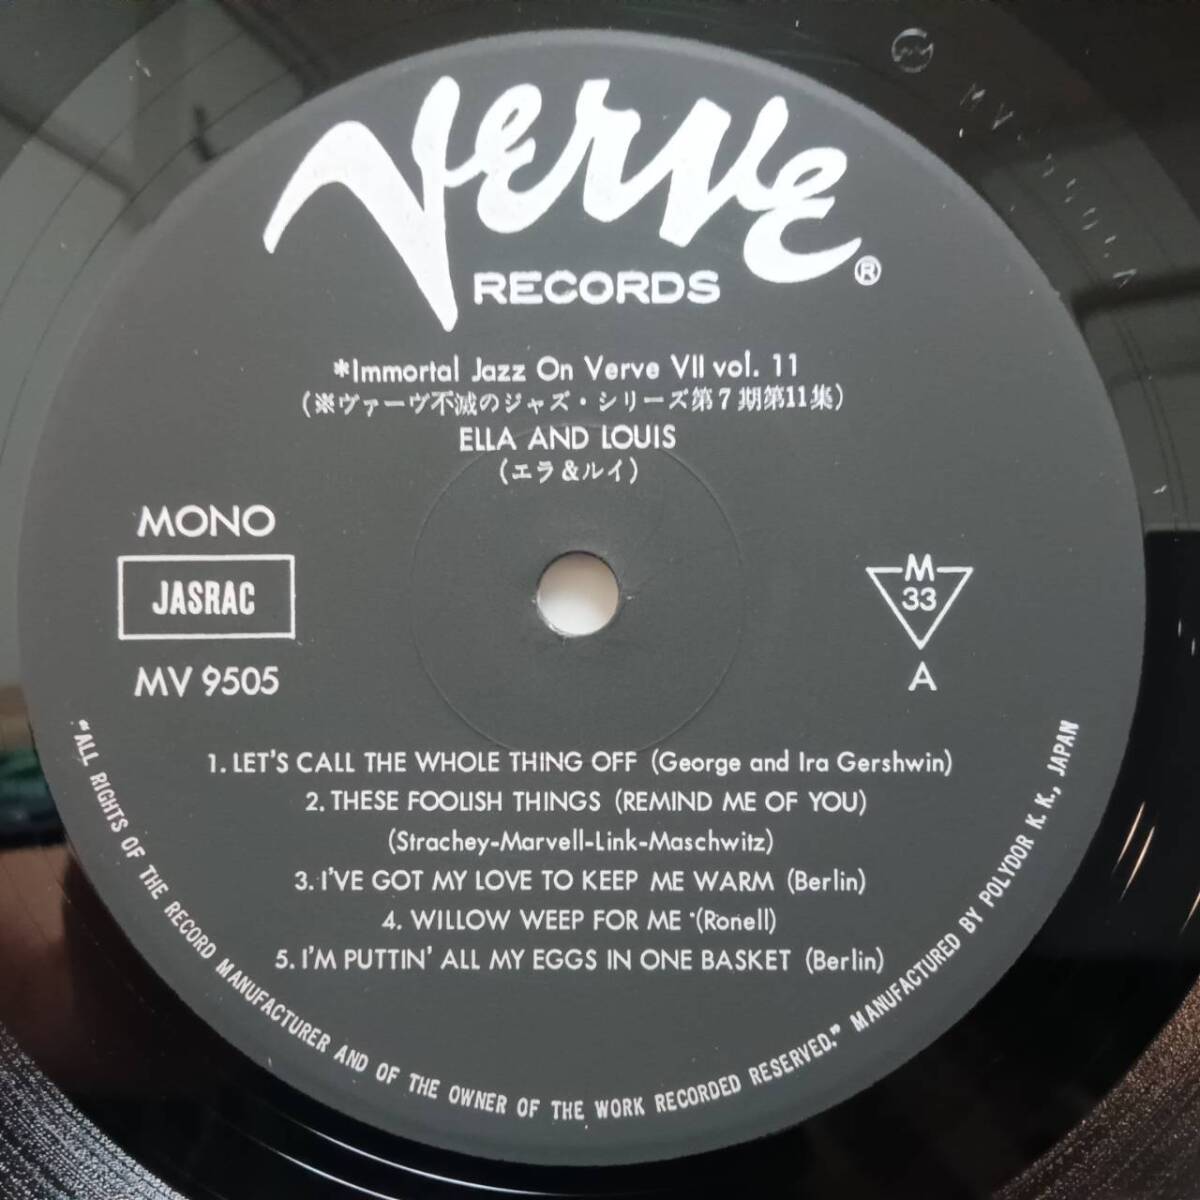 Verve®
RECORDS
*Immortal Jazz On Verve VII vol. 11
(※ヴァーヴ不滅のジャズ・シリーズ第7期第11集)
ELLA AND LOUIS
(エラ&ルイ)
MONO
JASRAC
MV 9505
M
33
A
1. LET'S CALL THE WHOLE THING OFF (George and Ira Gershwin)
2. THESE FOOLISH THINGS (REMIND ME OF YOU)
(Strachey-Marvell-Link-Maschwitz)
3. I'VE GOT MY LOVE TO KEEP ME WARM (Berlin)
4. WILLOW WEEP FOR ME (Ronell)
5. I'M PUTTIN' ALL MY EGGS IN ONE BASKET (Berlin)
"ALL RIGHTS OF THE RECORD MANUFACTURER AND OF THE OWNER OF THE WORK RECORDED RESERVED." MANUFACTURED BY POLYDOR K. K., JAPAN